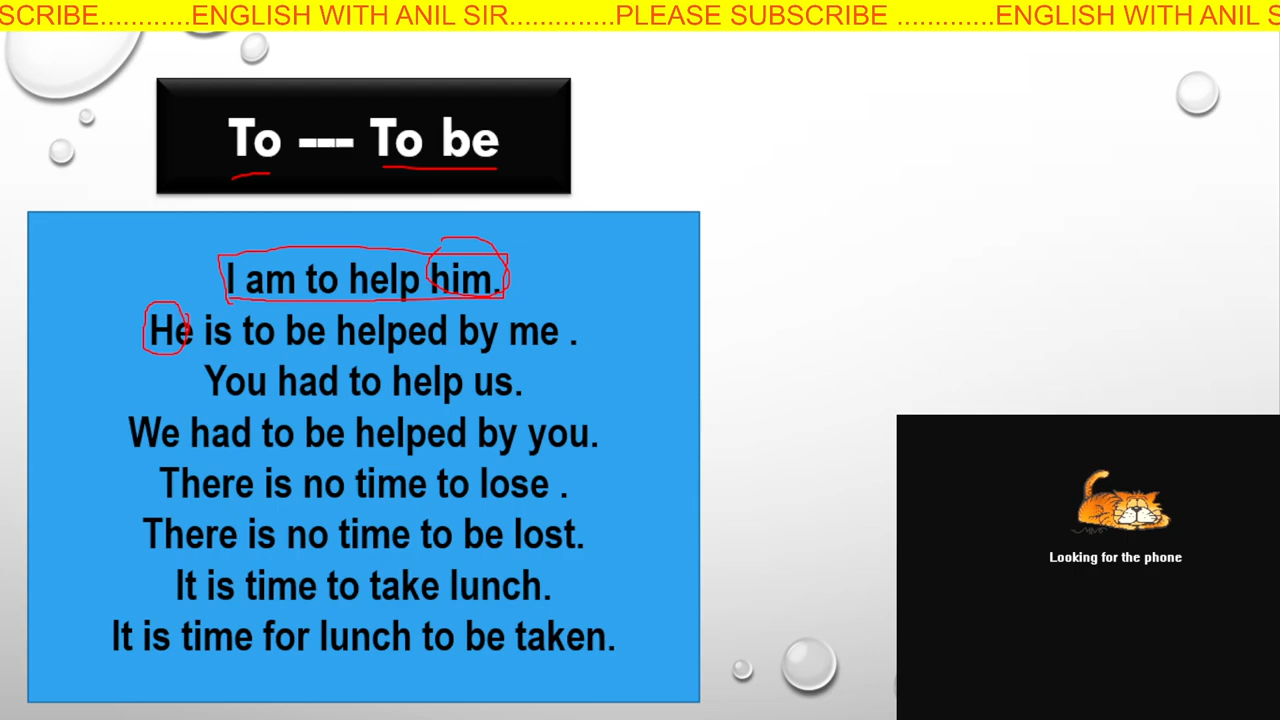 SCRIBE............ENGLISH WITH ANIL SIR..............PLEASE SUBSCRIBE .............ENGLISH WITH ANIL S
To --- To be
I am to help him.
He is to be helped by me .
You had to help us.
We had to be helped by you.
There is no time to lose .
There is no time to be lost.
It is time to take lunch.
It is time for lunch to be taken.
Looking for the phone